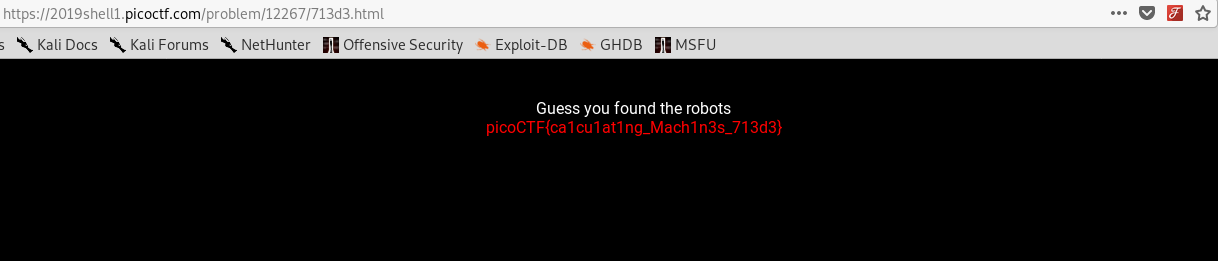 https://2019shell1.picoctf.com/problem/12267/713d3.html
s Kali Docs Kali Forums NetHunter Offensive Security Exploit-DB GHDB MSFU
Guess you found the robots
picoCTF{ca1cu1at1ng_Mach1n3s_713d3}